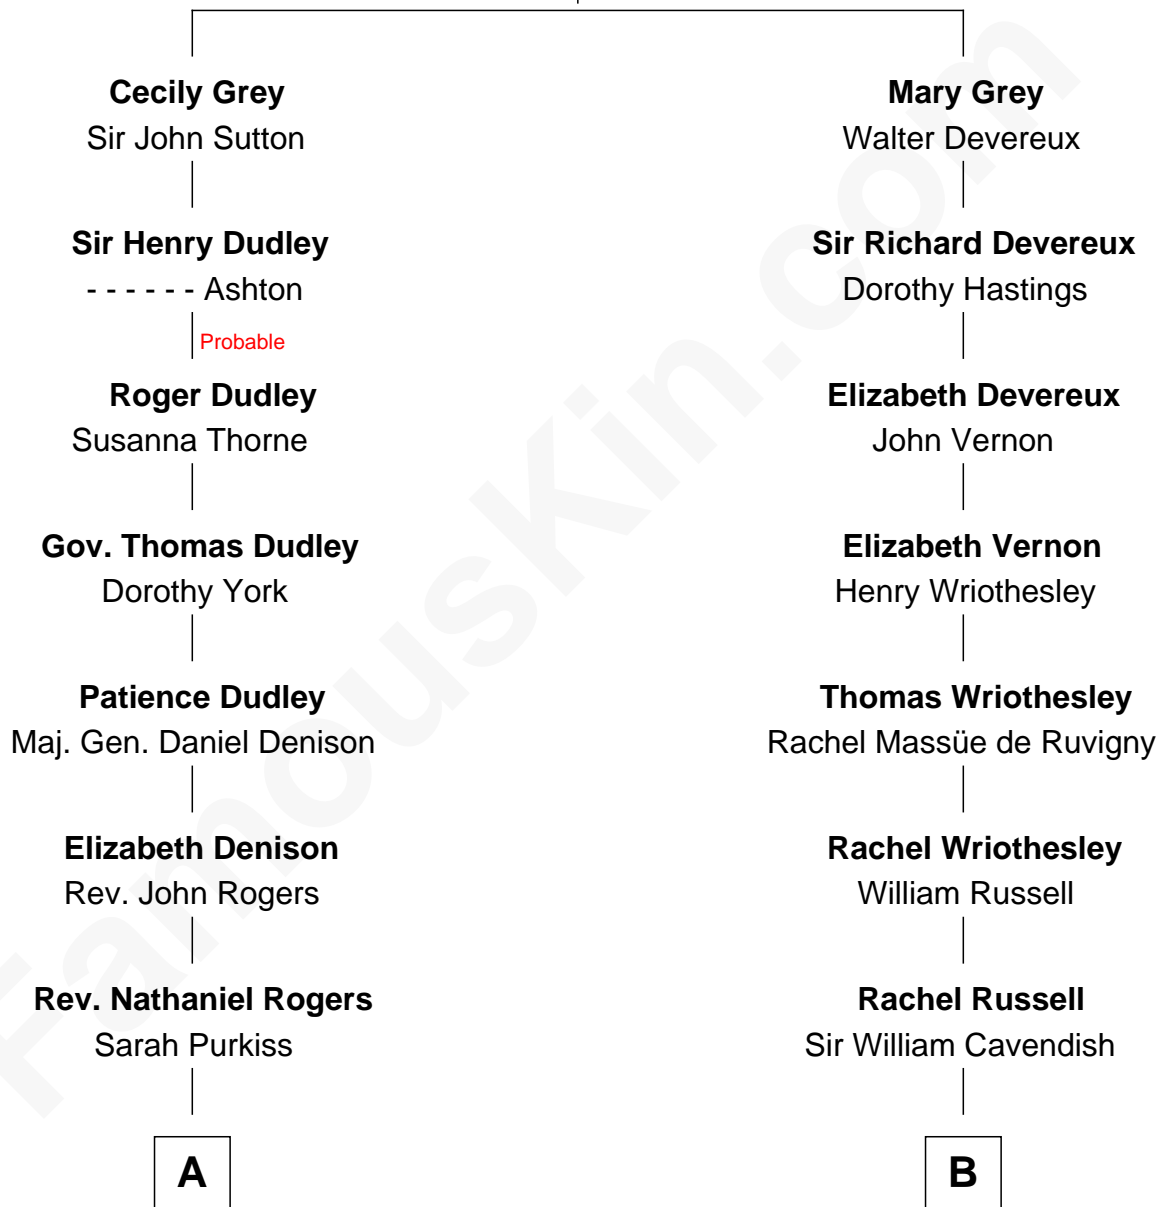 Cecily Grey
Sir John Sutton
Mary Grey
Walter Devereux
Sir Henry Dudley
- - - - - - Ashton
Sir Richard Devereux
Dorothy Hastings
Probable
Roger Dudley
Susanna Thorne
Elizabeth Devereux
John Vernon
Gov. Thomas Dudley
Dorothy York
Elizabeth Vernon
Henry Wriothesley
Patience Dudley
Maj. Gen. Daniel Denison
Thomas Wriothesley
Rachel Massüe de Ruvigny
Elizabeth Denison
Rev. John Rogers
Rachel Wriothesley
William Russell
Rev. Nathaniel Rogers
Sarah Purkiss
Rachel Russell
Sir William Cavendish
A
B
FamousKin.com